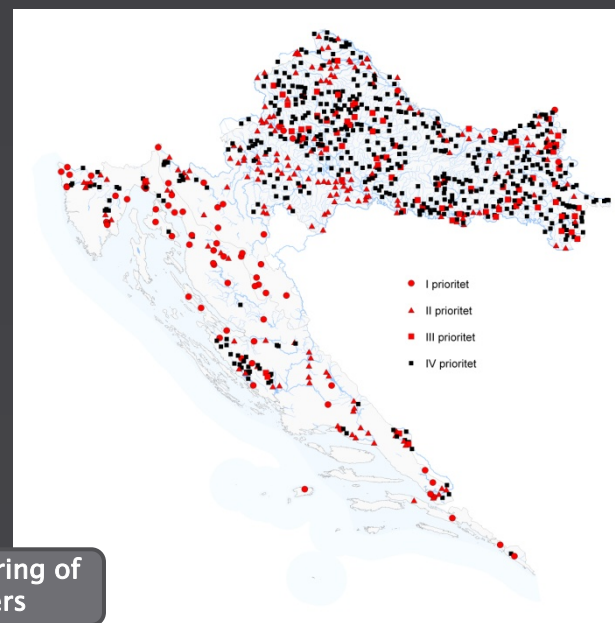 I prioritet
II prioritet
III prioritet
IV prioritet
ring of
ers